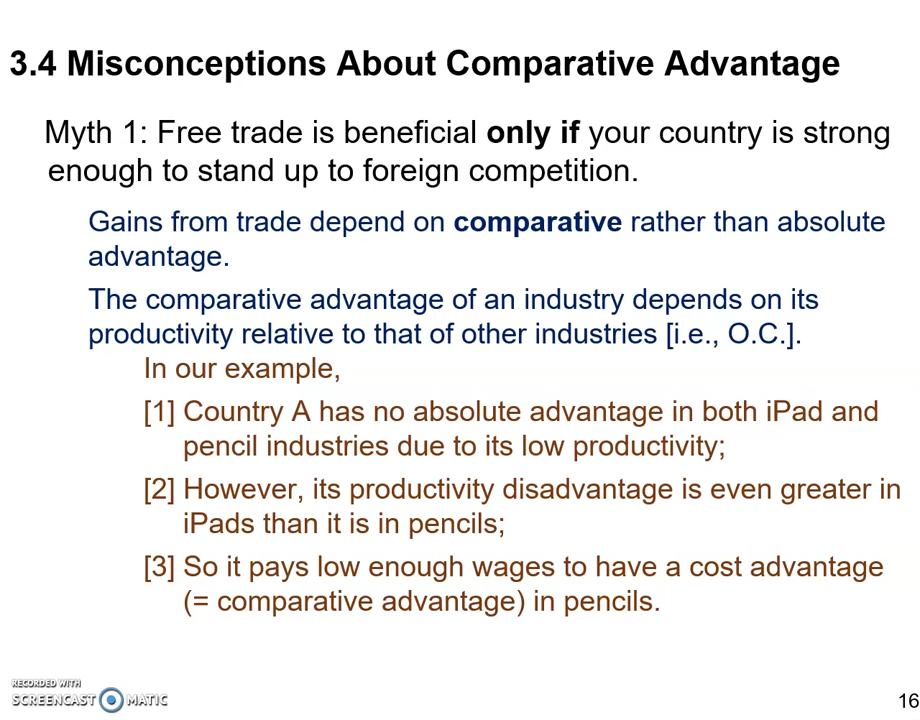 3.4 Misconceptions About Comparative Advantage
Myth 1: Free trade is beneficial only if your country is strong
enough to stand up to foreign competition.
Gains from trade depend on comparative rather than absolute
advantage.
The comparative advantage of an industry depends on its
productivity relative to that of other industries [i.e., O.C.].
In our example,
[1] Country A has no absolute advantage in both iPad and
pencil industries due to its low productivity;
[2] However, its productivity disadvantage is even greater in
iPads than it is in pencils;
[3] So it pays low enough wages to have a cost advantage
(= comparative advantage) in pencils.
RECORDED WITH
SCREENCAST MATIC
16